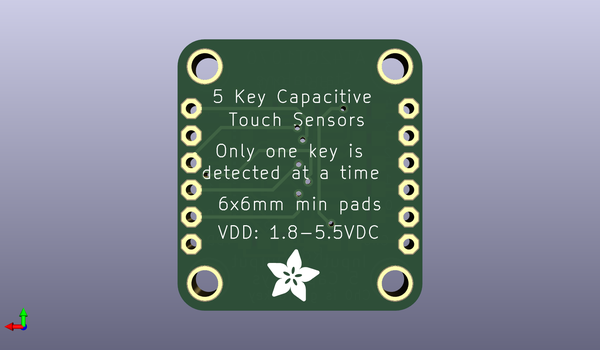 5 Key Capacitive
Touch Sensors
Only one key is
detected at a time
6x6mm min pads
VDD: 1.8-5.5VDC